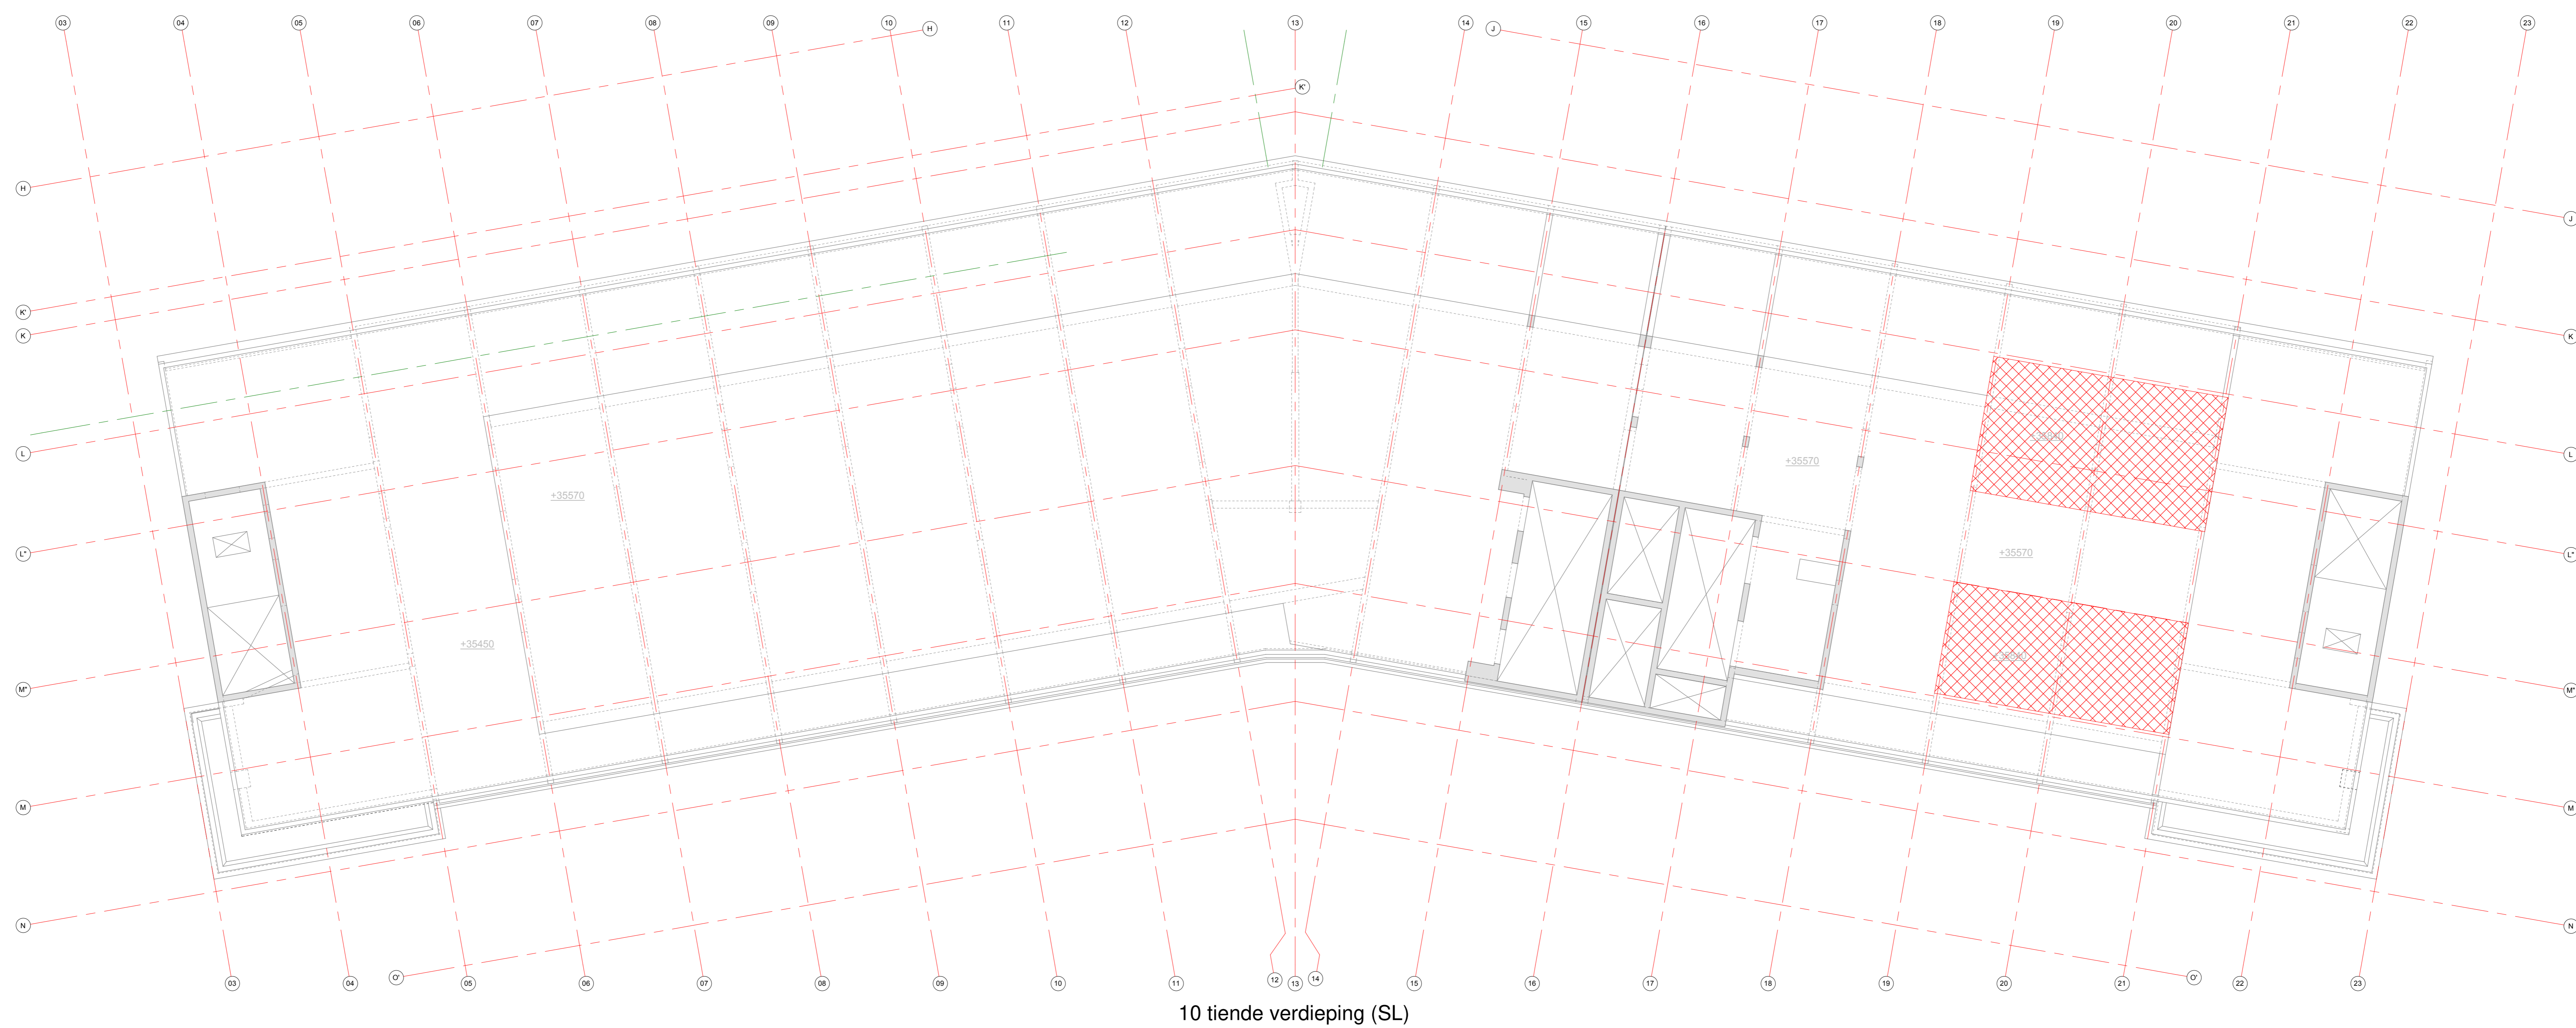 03 04 05 06 07 08 09 10 H 11 12 13 14 J 15 16 17 18 19 20 21 22 23
K'
H
J
K'
K
K
L
L
+35570
+35570
+35570
L"
L"
+35450
M"
M"
M
M
N
N
O'
O'
03 04 05 06 07 08 09 10 11 12 13 14 15 16 17 18 19 20 21 22 23
10 tiende verdieping (SL)